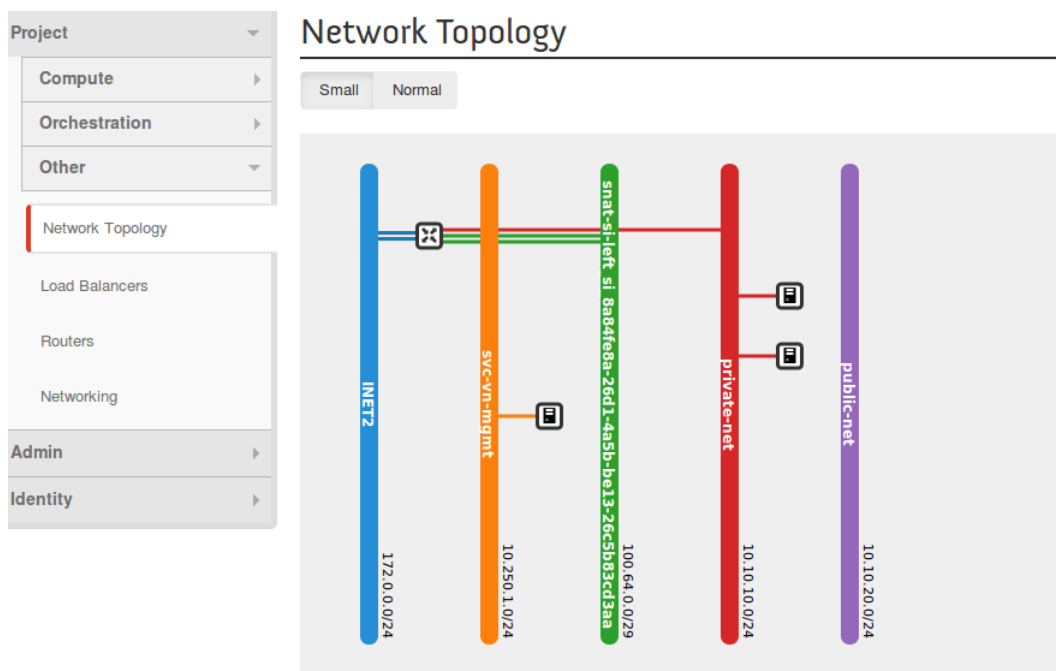 Project
Compute
Orchestration
Other
Network Topology
Load Balancers
Routers
Networking
Admin
Identity
Network Topology
Small Normal
INET2
172.0.0.0/24
svc-vn-mgmt
10.250.1.0/24
snat-si-left_si_8a84fe8a-26d1-4a5b-be13-26c5b83cd3aa
100.64.0.0/29
private-net
10.10.10.0/24
public-net
10.10.20.0/24